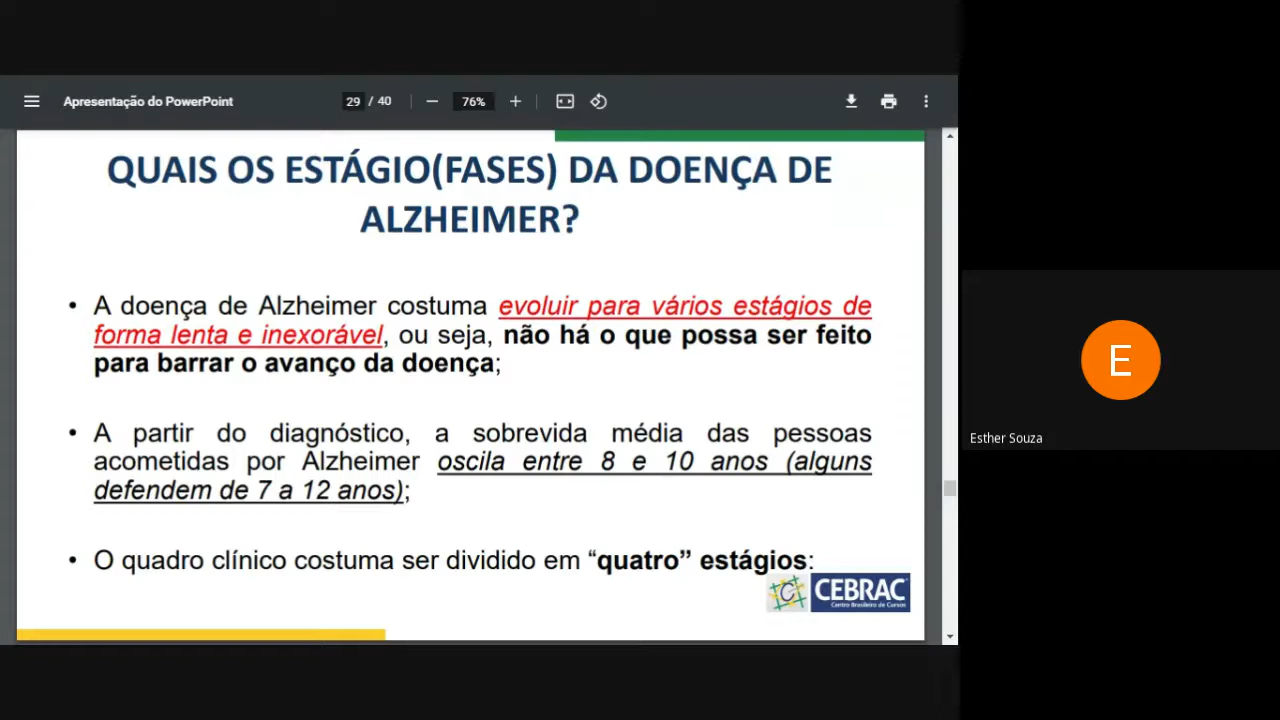 Apresentação do PowerPoint
29 / 40
76%
QUAIS OS ESTÁGIO(FASES) DA DOENÇA DE
ALZHEIMER?
• A doença de Alzheimer costuma evoluir para vários estágios de
forma lenta e inexorável, ou seja, não há o que possa ser feito
para barrar o avanço da doença;
• A partir do diagnóstico, a sobrevida média das pessoas
acometidas por Alzheimer oscila entre 8 e 10 anos (alguns
defendem de 7 a 12 anos);
• O quadro clínico costuma ser dividido em “quatro” estágios:
C CEBRAC
Centro Brasileiro de Cursos
E
Esther Souza